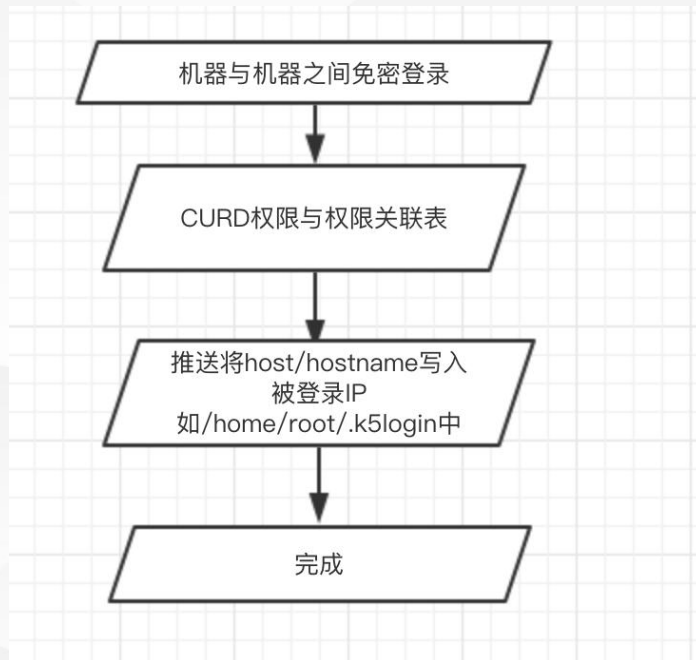 机器与机器之间免密登录
CURD权限与权限关联表
推送将host/hostname写入
被登录IP
如/home/root/.k5login中
完成